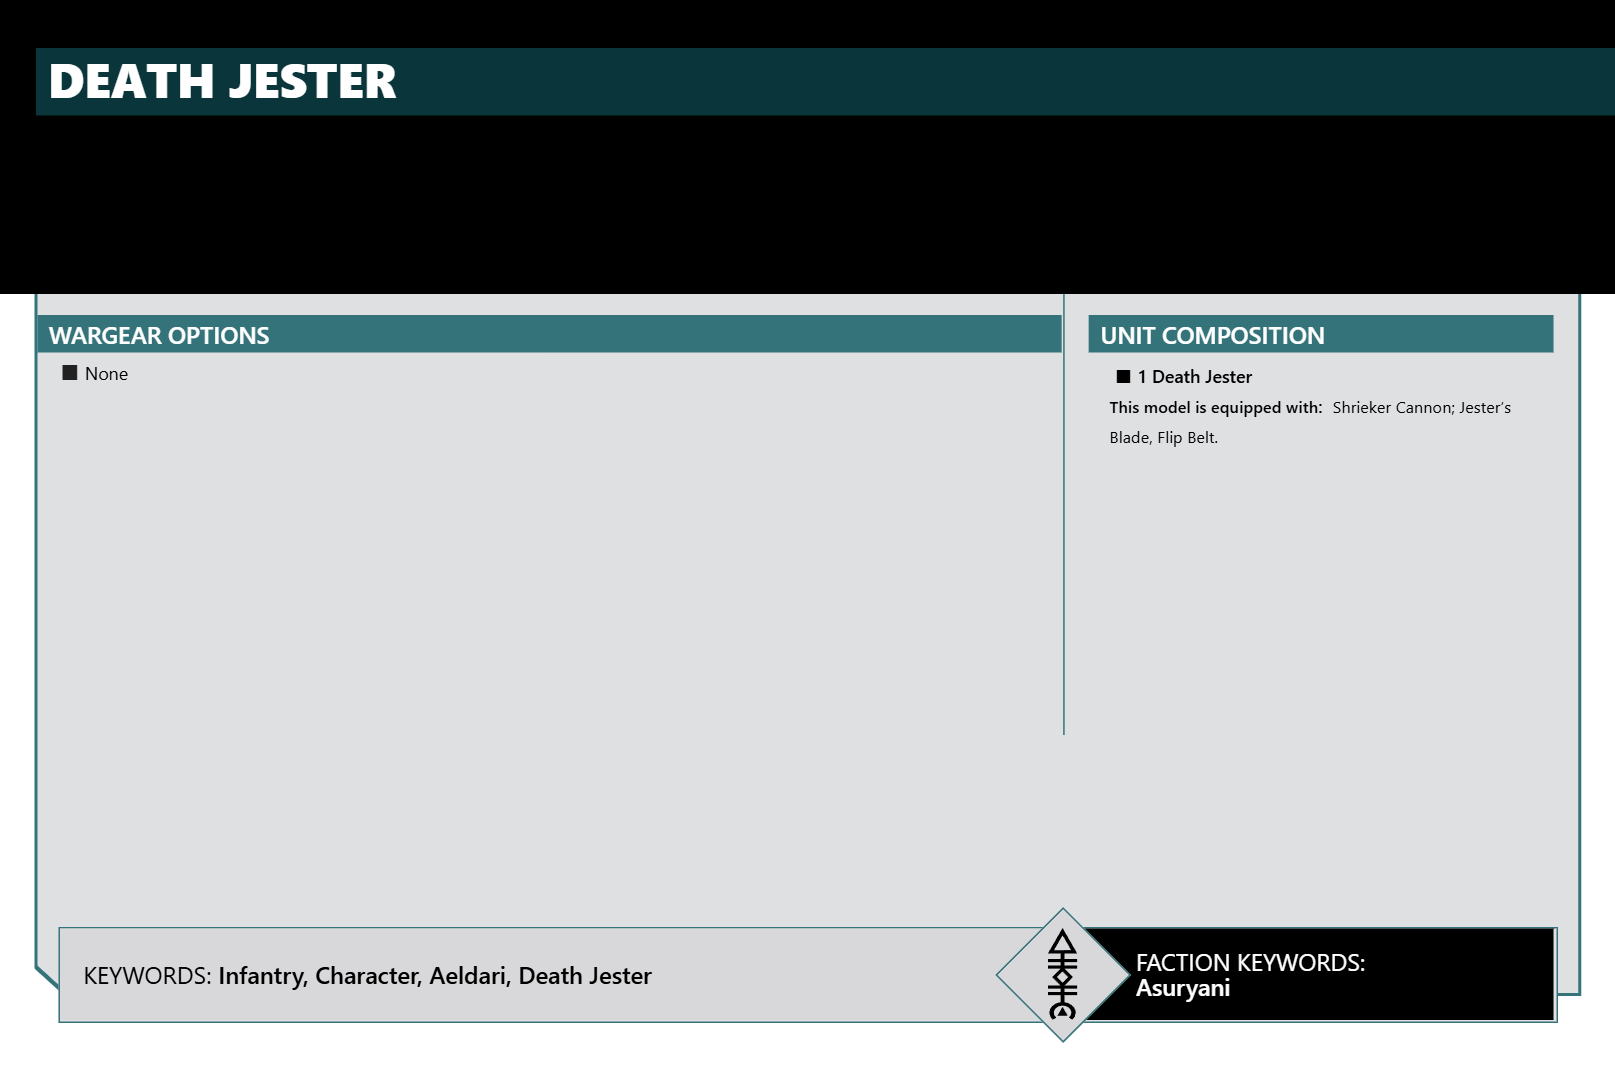 DEATH JESTER
WARGEAR OPTIONS
■ None
UNIT COMPOSITION
■ 1 Death Jester
This model is equipped with: Shrieker Cannon; Jester’s
Blade, Flip Belt.
KEYWORDS: Infantry, Character, Aeldari, Death Jester
FACTION KEYWORDS:
Asuryani